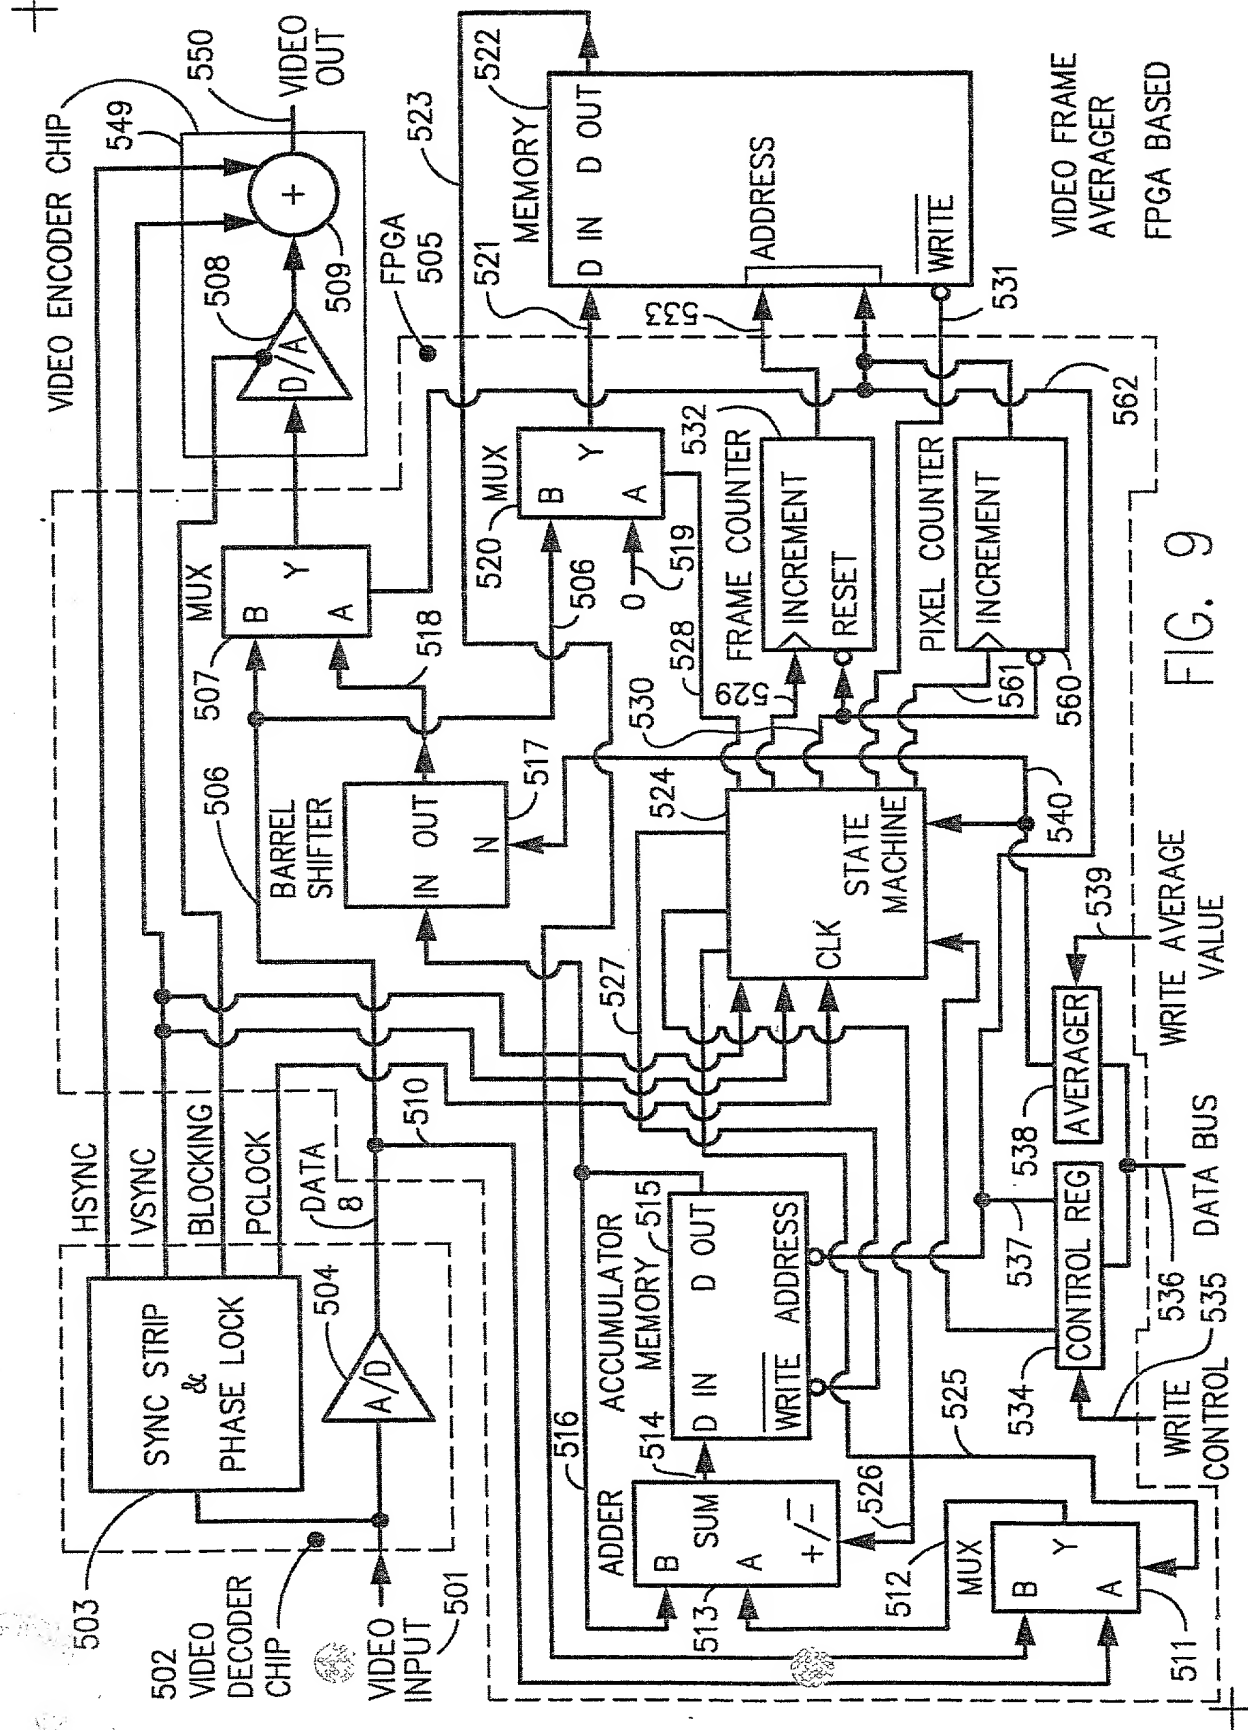 502
VIDEO
DECODER
CHIP
503
SYNC STRIP
&
PHASE LOCK
504
A/D
VIDEO
INPUT
501
HSYNC
VSYNC
BLOCKING
PCLOCK
DATA
8
510
506
VIDEO ENCODER CHIP
549
550
VIDEO
OUT
+
509
508
D/A
MUX
507
B
Y
A
518
FPGA
505
BARREL
SHIFTER
IN OUT
N
517
506
MUX
520
B
Y
A
0
519
521
523
MEMORY
522
D IN D OUT
ADDRESS
WRITE
531
533
ADDER
B
SUM
A
+/-
513
514
516
526
ACCUMULATOR
MEMORY
515
D IN D OUT
WRITE ADDRESS
527
524
STATE
MACHINE
CLK
528
529
530
FRAME COUNTER
532
INCREMENT
RESET
PIXEL COUNTER
INCREMENT
560
561
562
MUX
B
Y
A
511
512
525
534
CONTROL REG
537
538
AVERAGER
539
540
WRITE
CONTROL
535
536
DATA BUS
WRITE AVERAGE
VALUE
VIDEO FRAME
AVERAGER
FPGA BASED
FIG. 9